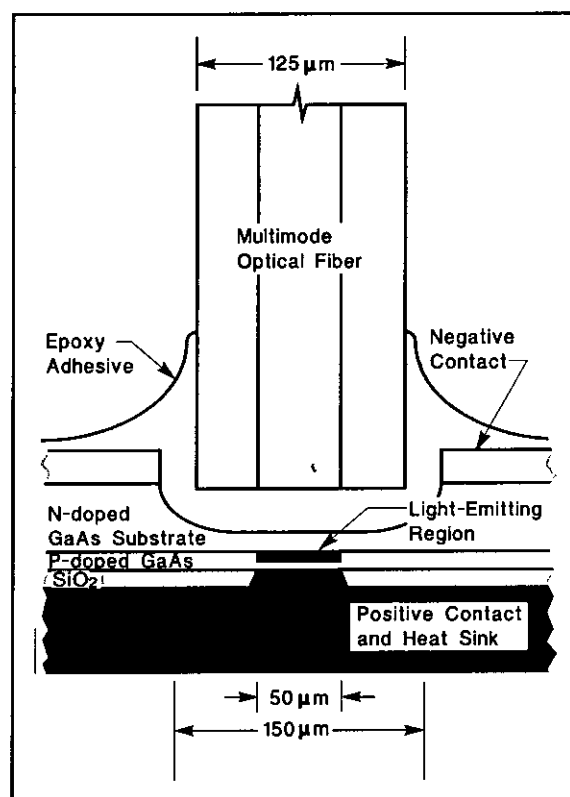 125 μm
Multimode
Optical Fiber
Epoxy
Adhesive
Negative
Contact
N-doped
GaAs Substrate
Light-Emitting
Region
P-doped GaAs
SiO₂
Positive Contact
and Heat Sink
50 μm
150 μm